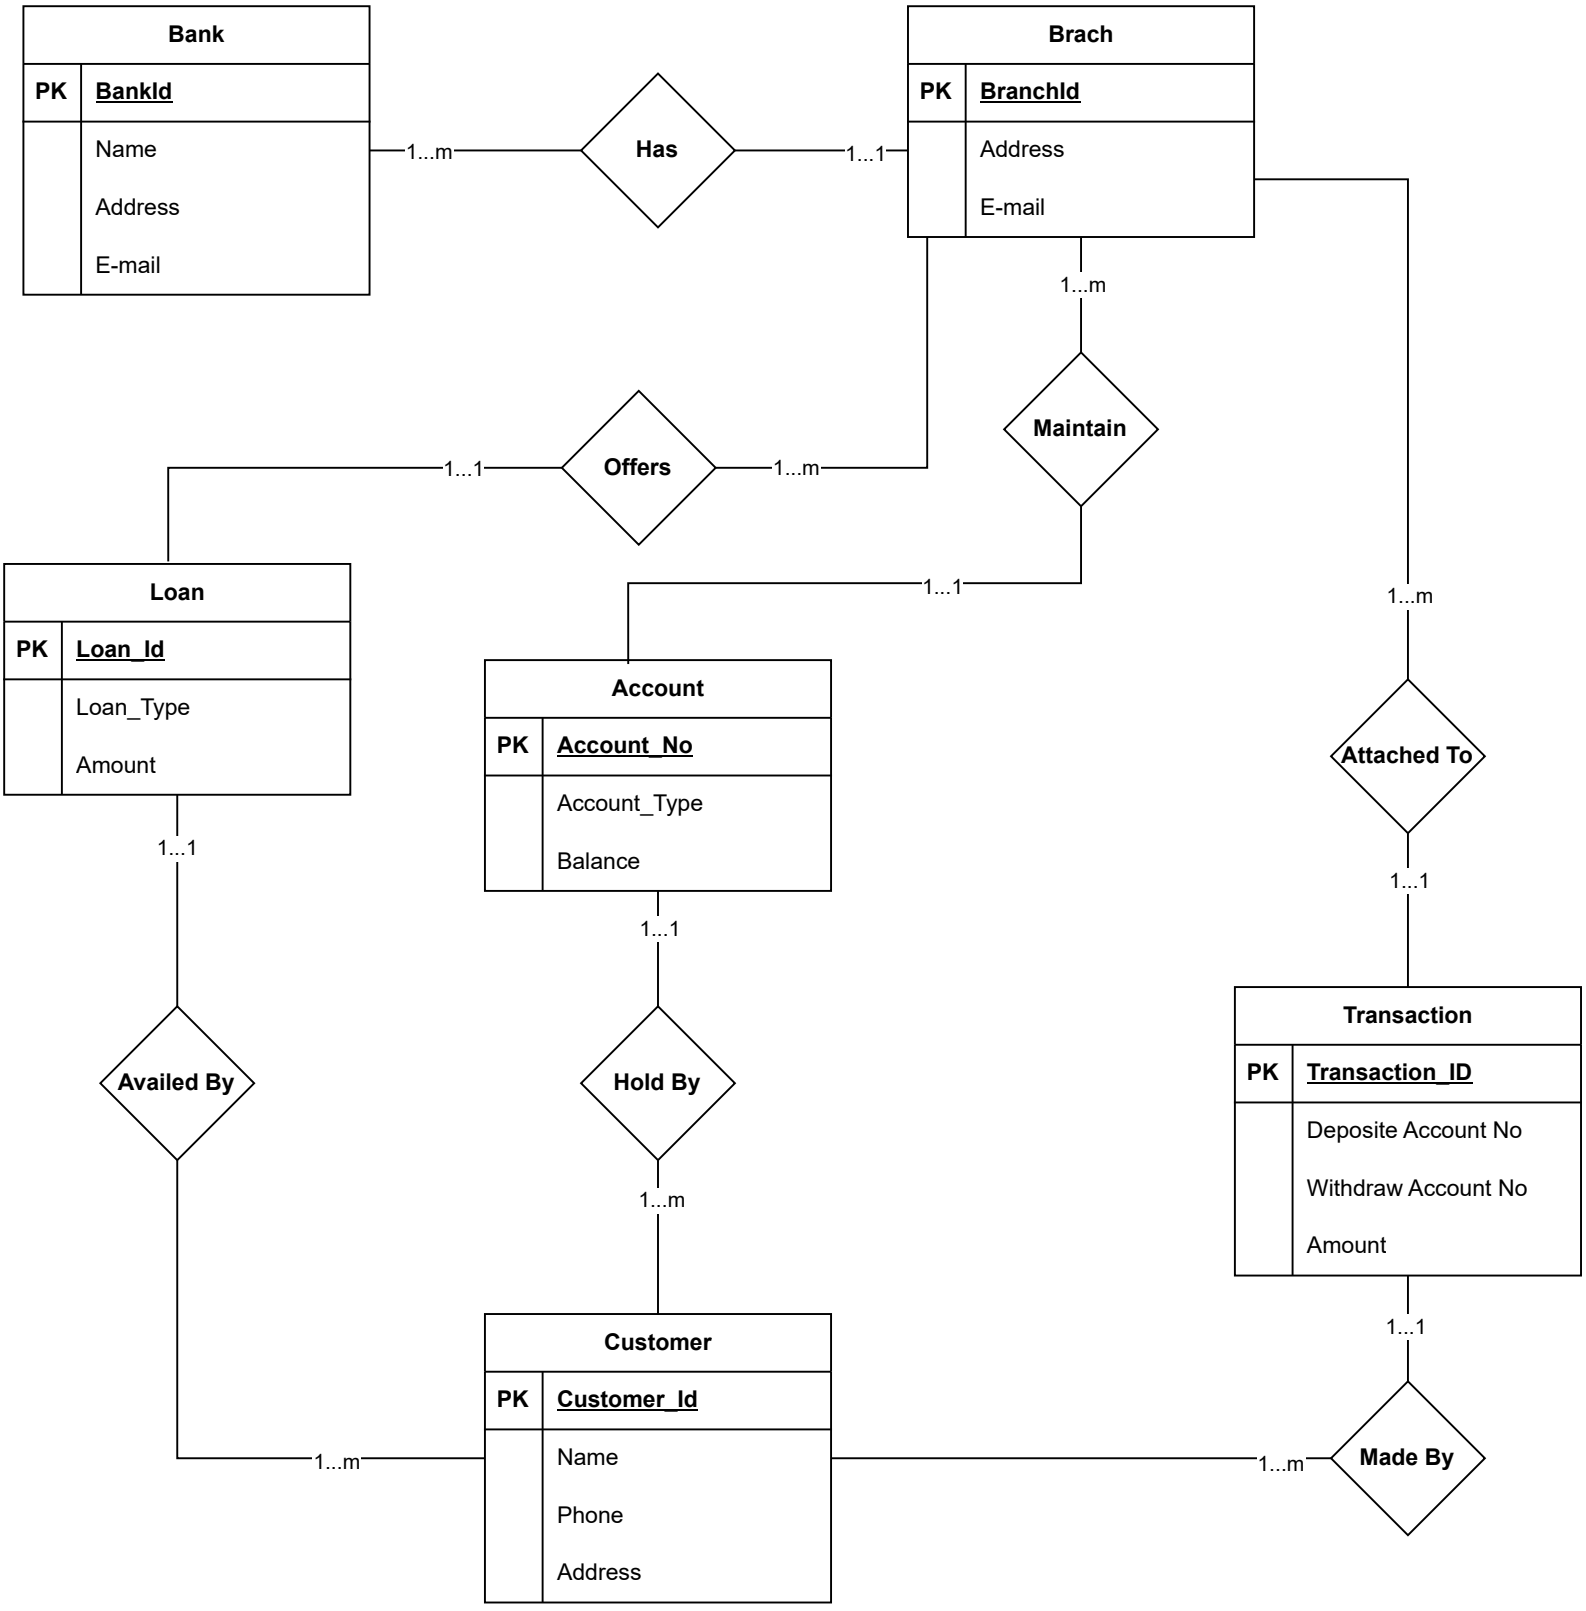 Bank
PK BankId
Name
Address
E-mail
1...m
Has
1...1
Brach
PK BranchId
Address
E-mail
1...m
Maintain
1...1
1...1
Offers
1...m
1...m
Attached To
1...1
Loan
PK Loan_Id
Loan_Type
Amount
1...1
Availed By
1...m
Account
PK Account_No
Account_Type
Balance
1...1
Hold By
1...m
Transaction
PK Transaction_ID
Deposite Account No
Withdraw Account No
Amount
1...1
Made By
1...m
Customer
PK Customer_Id
Name
Phone
Address